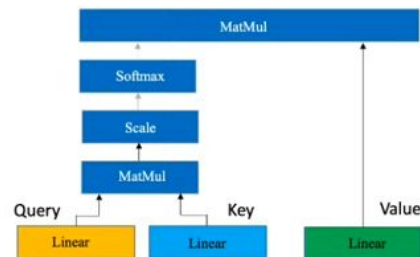 MatMul
Softmax
Scale
MatMul
Query Key Value
Linear Linear Linear